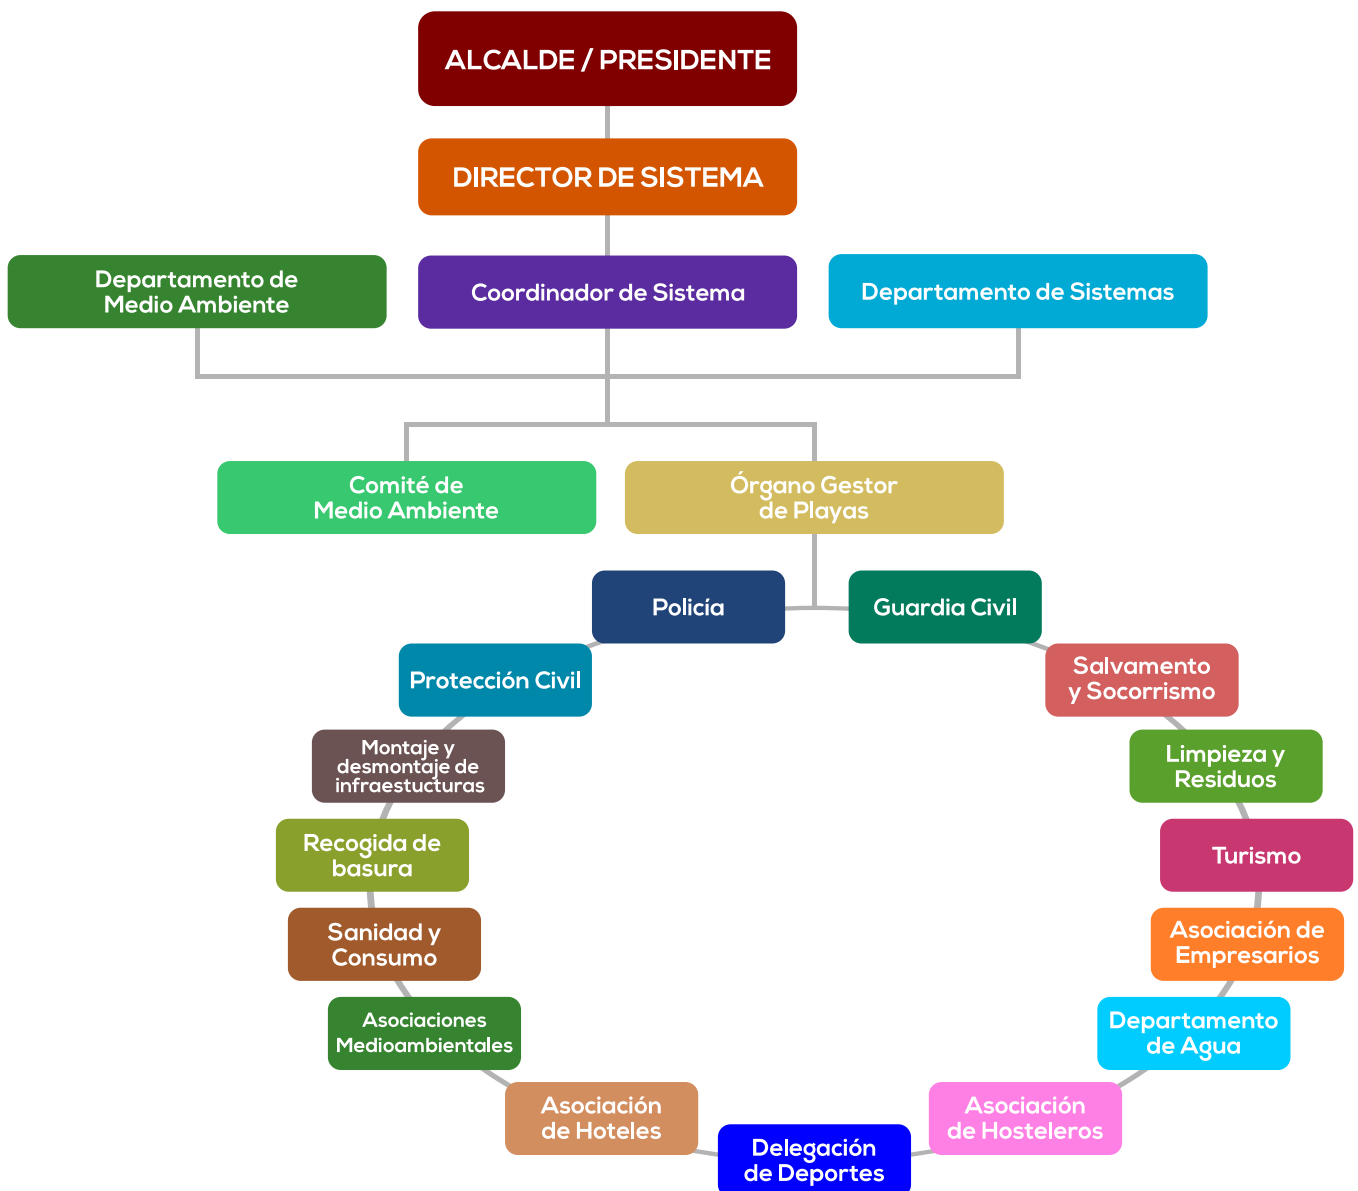 ALCALDE / PRESIDENTE
DIRECTOR DE SISTEMA
Departamento de
Medio Ambiente
Coordinador de Sistema
Departamento de Sistemas
Comité de
Medio Ambiente
Órgano Gestor
de Playas
Policía
Guardia Civil
Protección Civil
Salvamento
y Socorrismo
Montaje y
desmontaje de
infraestucturas
Limpieza y
Residuos
Recogida de
basura
Turismo
Sanidad y
Consumo
Asociación de
Empresarios
Asociaciones
Medioambientales
Departamento
de Agua
Asociación
de Hoteles
Asociación
de Hosteleros
Delegación
de Deportes